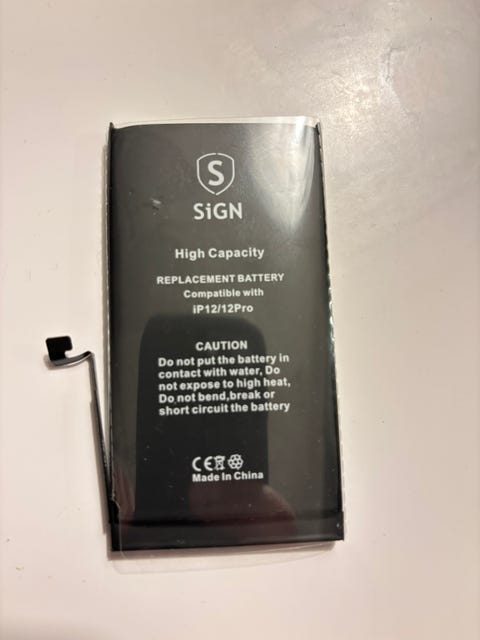 S
SiGN
High Capacity
REPLACEMENT BATTERY
Compatible with
iP12/12Pro
CAUTION
Do not put the battery in
contact with water, Do
not expose to high heat,
Do not bend,break or
short circuit the battery
CE
Made In China